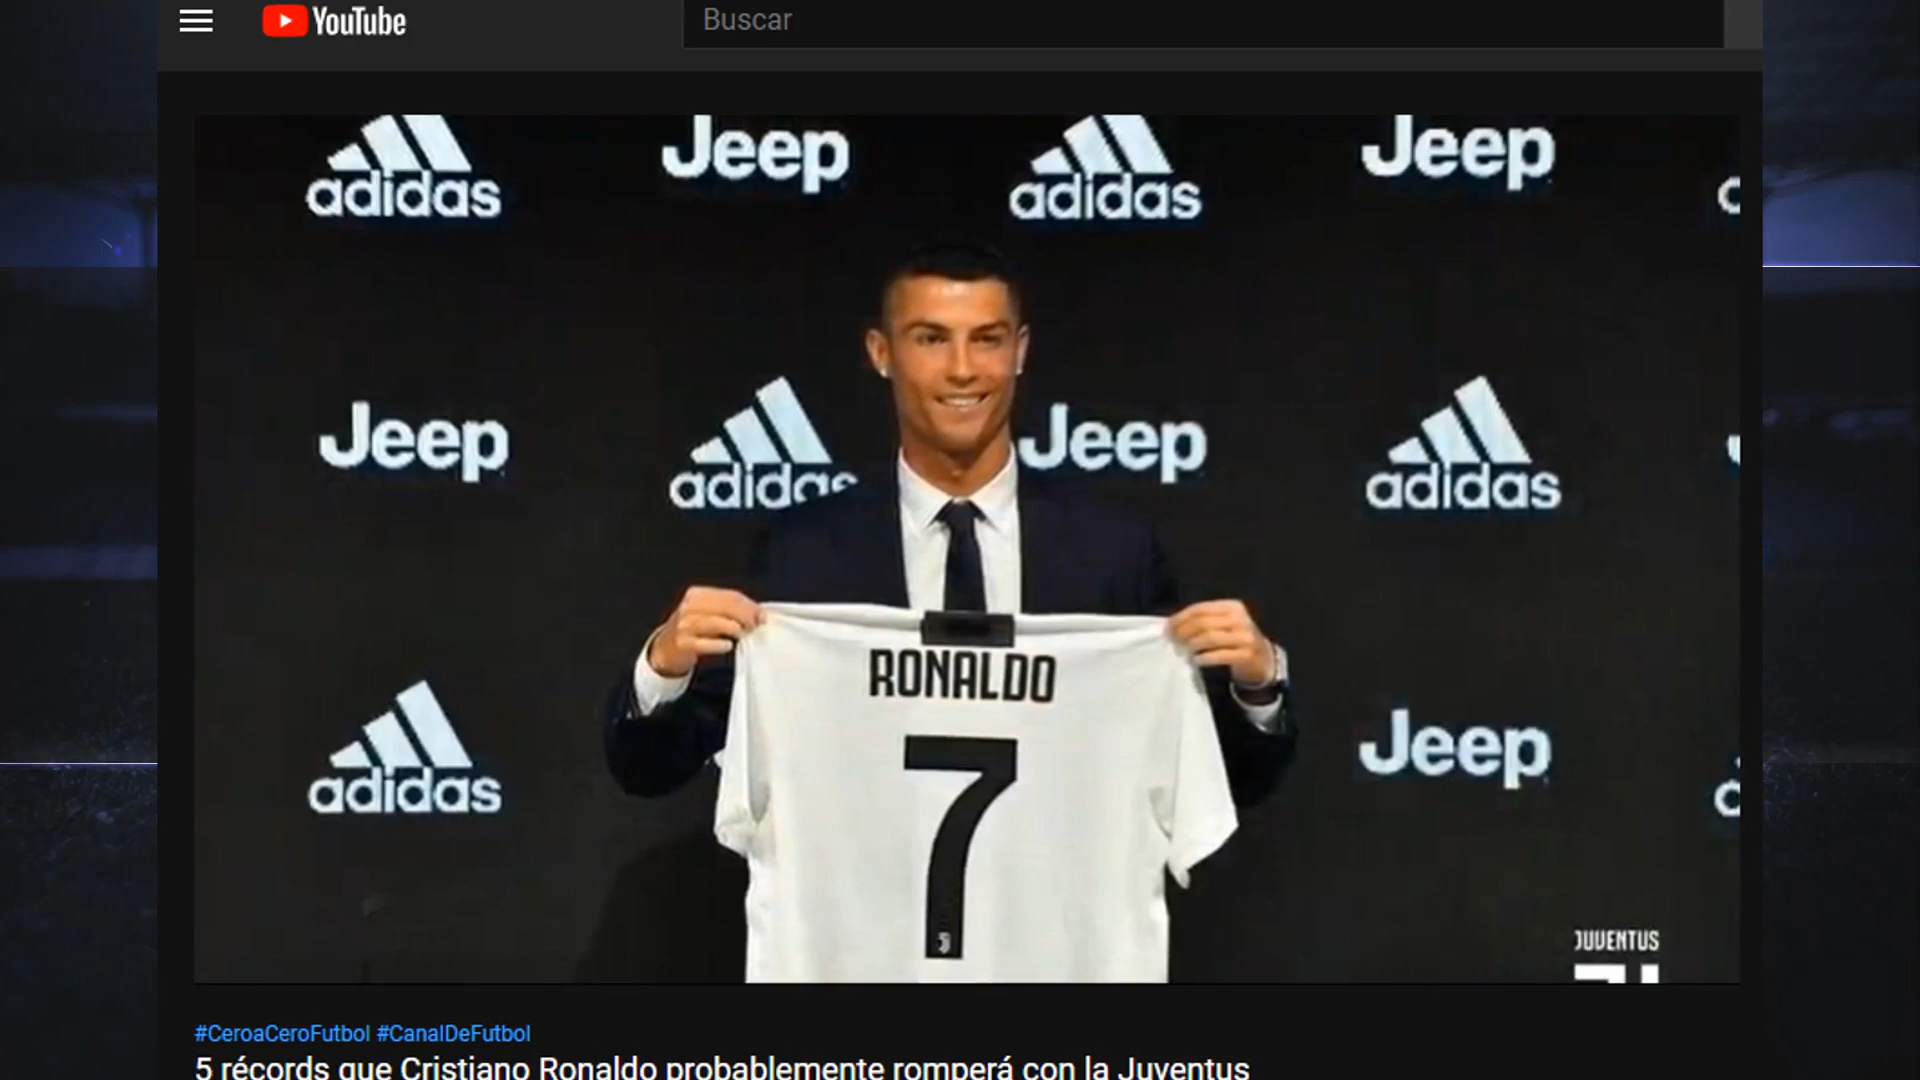 YouTube
Buscar
adidas Jeep adidas Jeep
Jeep adidas Jeep adidas
RONALDO
adidas Jeep
7
JUVENTUS
#CeroaCeroFutbol #CanalDeFutbol
5 récords que Cristiano Ronaldo probablemente romperá con la Juventus